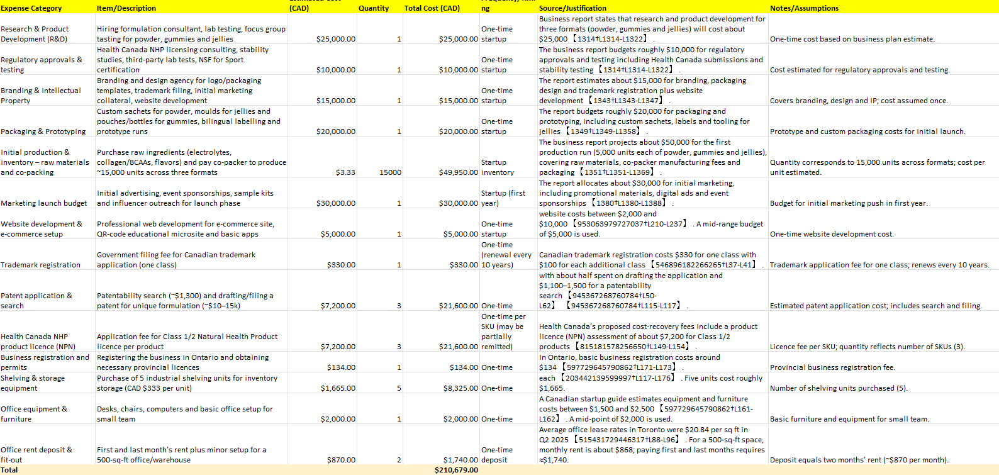 Expense Category Item/Description (CAD) Quantity Total Cost (CAD) ng Source/Justification Notes/Assumptions
Research & Product
Development (R&D)
Hiring formulation consultant, lab testing, focus group
tasting for powder, gummies and jellies
$25,000.00 1 $25,000.00
One-time
startup
Business report states that research and product development for
three formats (powder, gummies and jellies) will cost about
$25,000 【1314†L1314-L1322】 .
One-time cost based on business plan estimate.
Regulatory approvals &
testing
Health Canada NHP licensing consulting, stability
studies, third-party lab tests, NSF for Sport
certification
$10,000.00 1 $10,000.00
One-time
startup
The business report budgets roughly $10,000 for regulatory
approvals and testing including Health Canada submissions and
stability testing 【1314†L1314-L1322】 .
Cost estimated for regulatory approvals and testing.
Branding & Intellectual
Property
Branding and design agency for logo/packaging
templates, trademark filing, initial marketing
collateral, website development
$15,000.00 1 $15,000.00
One-time
startup
The report estimates about $15,000 for branding, packaging
design and trademark registration plus website
development 【1343†L1343-L1347】 .
Covers branding, design and IP; cost assumed once.
Packaging & Prototyping
Custom sachets for powder, moulds for jellies and
pouches/bottles for gummies, bilingual labelling and
prototype runs
$20,000.00 1 $20,000.00
One-time
startup
The report budgets roughly $20,000 for packaging and
prototyping, including custom sachets, labels and tooling for
jellies 【1349†L1349-L1358】 .
Prototype and custom packaging costs for initial launch.
Initial production &
inventory – raw materials
and co-packing
Purchase raw ingredients (electrolytes,
collagen/BCAAs, flavors) and pay co-packer to produce
~15,000 units across three formats
$3.33 15000 $49,950.00
Startup
inventory
The business report projects about $50,000 for the first
production run (5,000 units each of powder, gummies and jellies),
covering raw materials, co-packer manufacturing fees and
packaging 【1351†L1351-L1369】 .
Quantity corresponds to 15,000 units across formats; cost per
unit estimated.
Marketing launch budget
Initial advertising, event sponsorships, sample kits
and influencer outreach for launch phase
$30,000.00 1 $30,000.00
Startup (first
year)
The report allocates about $30,000 for initial marketing,
including promotional materials, digital ads and event
sponsorships 【1380†L1380-L1388】 .
Budget for initial marketing push in first year.
Website development &
e-commerce setup
Professional web development for e-commerce site,
QR-code educational microsite and basic apps
$5,000.00 1 $5,000.00
One-time
startup
website costs between $2,000 and
$10,000 【953063979727037†L210-L237】 . A mid-range budget
of $5,000 is used.
One-time website development cost.
Trademark registration
Government filing fee for Canadian trademark
application (one class)
$330.00 1 $330.00
One-time
(renewal every
10 years)
Canadian trademark registration costs $330 for one class with
$100 for each additional class 【546896182266265†L37-L41】 .
Trademark application fee for one class; renews every 10 years.
Patent application &
search
Patentability search (~$1,300) and drafting/filing a
patent for unique formulation (~$10–15k)
$7,200.00 3 $21,600.00
One-time
with about half spent on drafting the application and
$1,100–1,500 for a patentability
search 【945367268760784†L50-
L62】 【945367268760784†L115-L117】 .
Estimated patent application cost; includes search and filing.
Health Canada NHP
product licence (NPN)
Application fee for Class 1/2 Natural Health Product
licence per product
$7,200.00 3 $21,600.00
One-time per
SKU (may be
partially
remitted)
Health Canada's proposed cost-recovery fees include a product
licence (NPN) assessment of about $7,200 for Class 1/2
products 【815181578256650†L149-L154】 .
Licence fee per SKU; quantity reflects number of SKUs (3).
Business registration and
permits
Registering the business in Ontario and obtaining
necessary provincial licences
$134.00 1 $134.00
One-time
In Ontario, basic business registration costs around
$134 【597729645790862†L171-L173】 .
Provincial business registration fee.
Shelving & storage
equipment
Purchase of 5 industrial shelving units for inventory
storage (CAD $333 per unit)
$1,665.00 5 $8,325.00
One-time
each 【203442139599997†L117-L176】 . Five units cost roughly
$1,665.
Number of shelving units purchased (5).
Office equipment &
furniture
Desks, chairs, computers and basic office setup for
small team
$2,000.00 1 $2,000.00
One-time
A Canadian startup guide estimates equipment and furniture
costs between $1,500 and $2,500 【597729645790862†L161-
L162】 . A mid-point of $2,000 is used.
Basic furniture and equipment for small team.
Office rent deposit &
fit-out
First and last month's rent plus minor setup for a
500-sq-ft office/warehouse
$870.00 2 $1,740.00
One-time
deposit
Average office lease rates in Toronto were $20.84 per sq ft in
Q2 2025 【515431729446317†L88-L96】 . For a 500-sq-ft space,
monthly rent is about $868; paying first and last months requires
≈$1,740.
Deposit equals two months' rent (~$870 per month).
Total $210,679.00